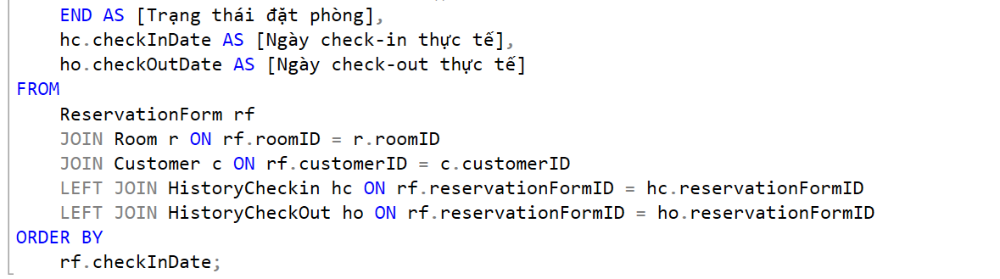 END AS [Trạng thái đặt phòng],
hc.checkInDate AS [Ngày check-in thực tế],
ho.checkOutDate AS [Ngày check-out thực tế]
FROM
ReservationForm rf
JOIN Room r ON rf.roomID = r.roomID
JOIN Customer c ON rf.customerID = c.customerID
LEFT JOIN HistoryCheckin hc ON rf.reservationFormID = hc.reservationFormID
LEFT JOIN HistoryCheckOut ho ON rf.reservationFormID = ho.reservationFormID
ORDER BY
rf.checkInDate;